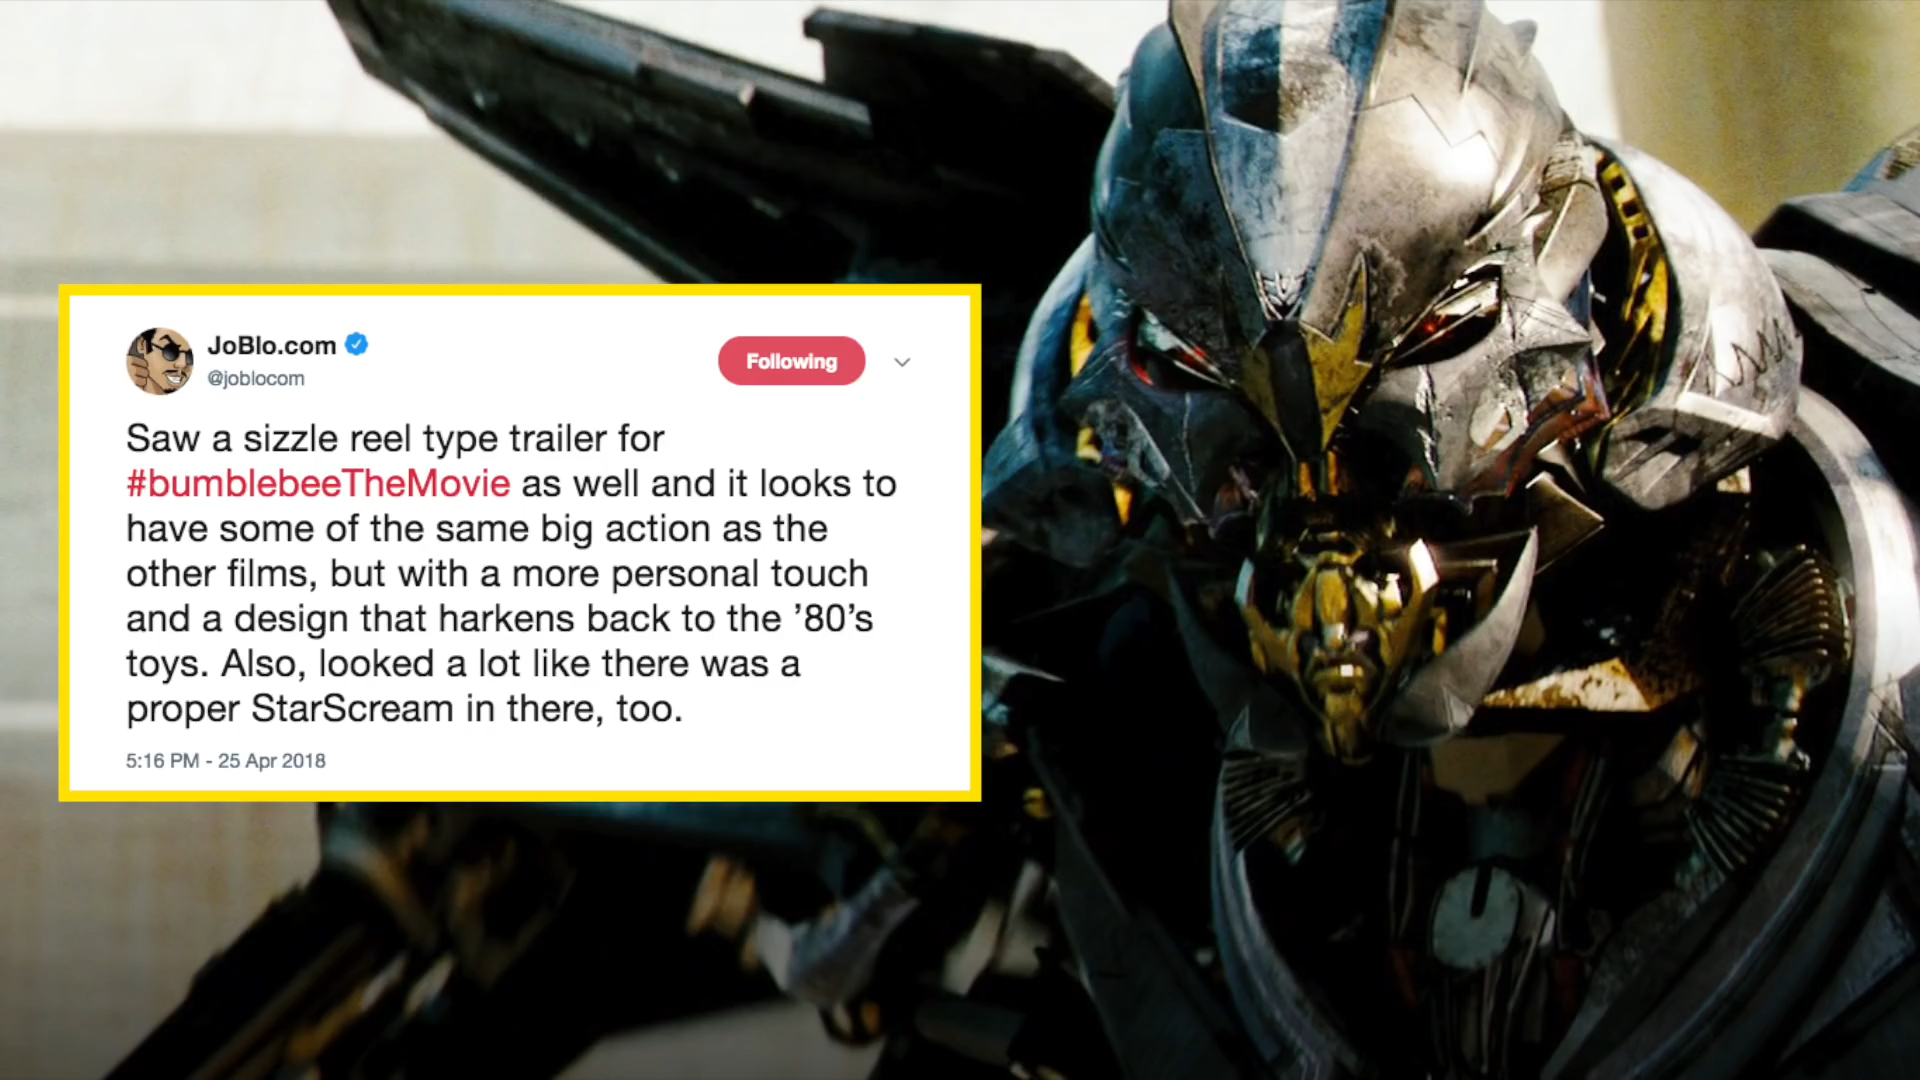 JoBlo.com
@joblocom
Following
Saw a sizzle reel type trailer for
#bumblebeeTheMovie as well and it looks to
have some of the same big action as the
other films, but with a more personal touch
and a design that harkens back to the ’80’s
toys. Also, looked a lot like there was a
proper StarScream in there, too.
5:16 PM - 25 Apr 2018